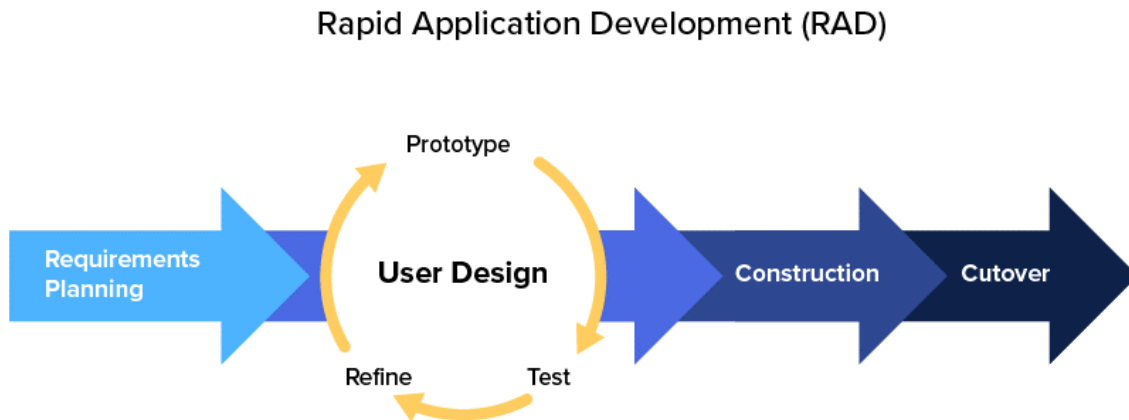 Rapid Application Development (RAD)
Prototype
Requirements
Planning
User Design
Construction
Cutover
Refine
Test